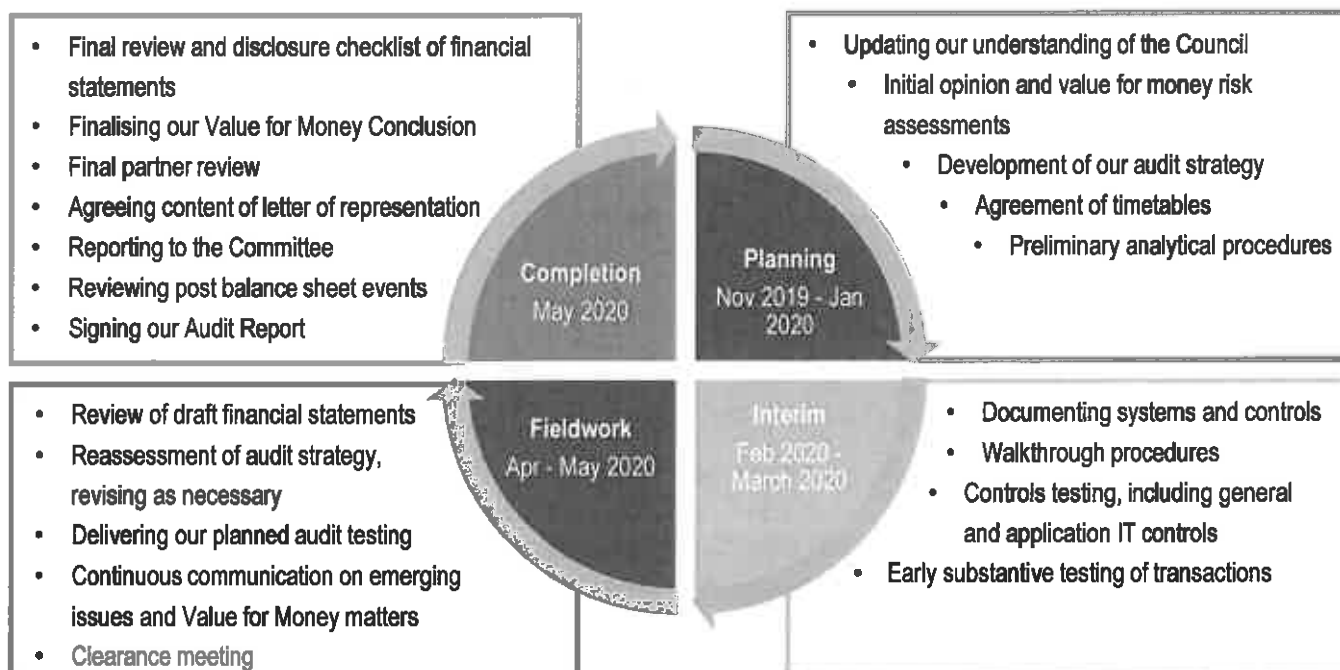 • Final review and disclosure checklist of financial
statements
• Finalising our Value for Money Conclusion
• Final partner review
• Agreeing content of letter of representation
• Reporting to the Committee
• Reviewing post balance sheet events
• Signing our Audit Report
• Updating our understanding of the Council
• Initial opinion and value for money risk
assessments
• Development of our audit strategy
• Agreement of timetables
• Preliminary analytical procedures
Completion
May 2020
Planning
Nov 2019 - Jan
2020
Fieldwork
Apr - May 2020
Interim
Feb 2020 -
March 2020
• Review of draft financial statements
• Reassessment of audit strategy,
revising as necessary
• Delivering our planned audit testing
• Continuous communication on emerging
issues and Value for Money matters
• Clearance meeting
• Documenting systems and controls
• Walkthrough procedures
• Controls testing, including general
and application IT controls
• Early substantive testing of transactions